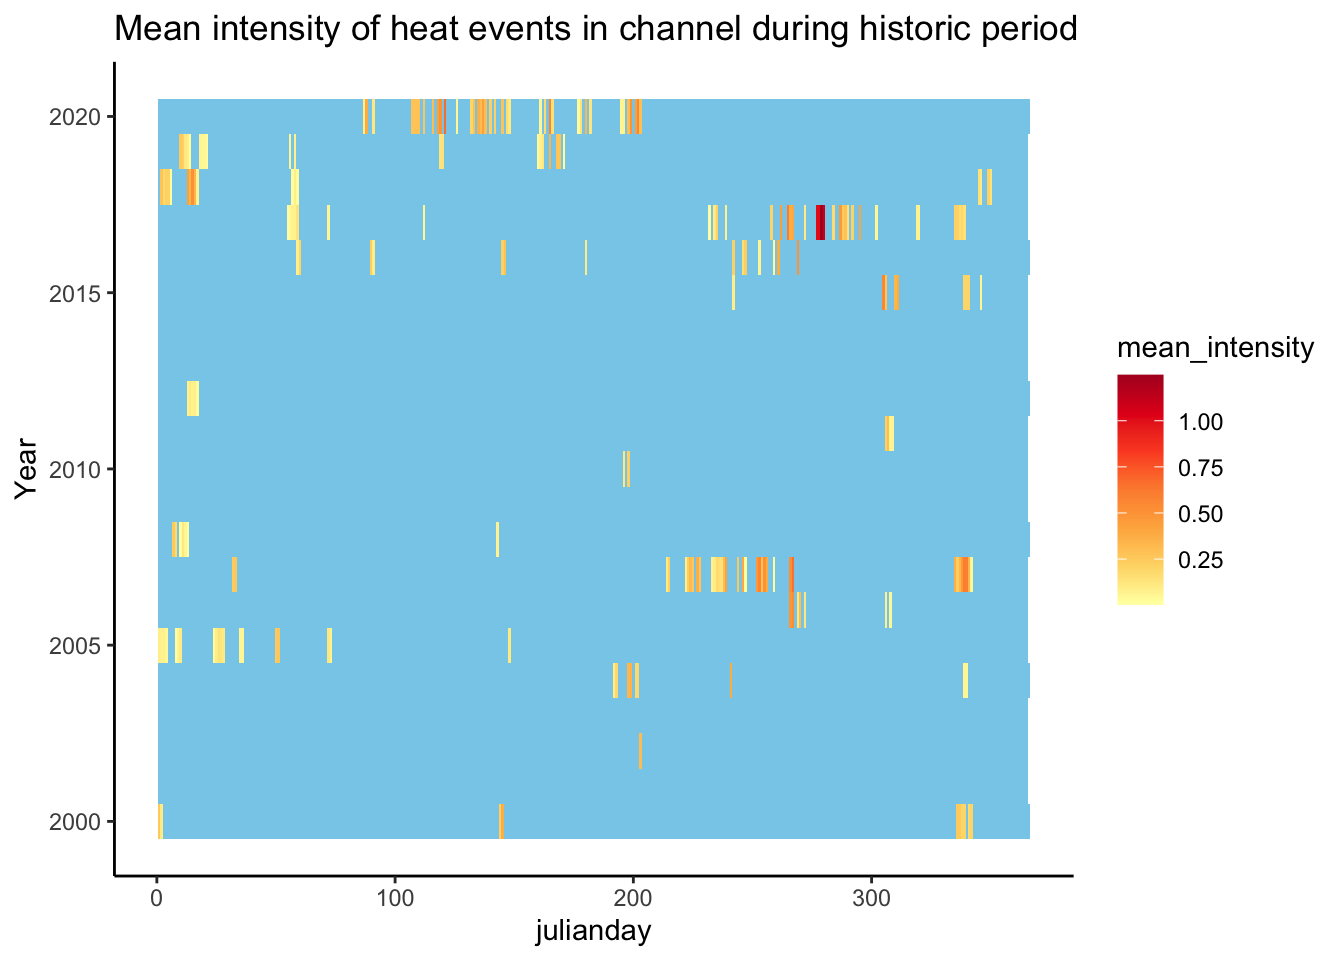 Mean intensity of heat events in channel during historic period
2020
2015
2010
2005
2000
Year
0 100 200 300
julianday
mean_intensity
1.00
0.75
0.50
0.25